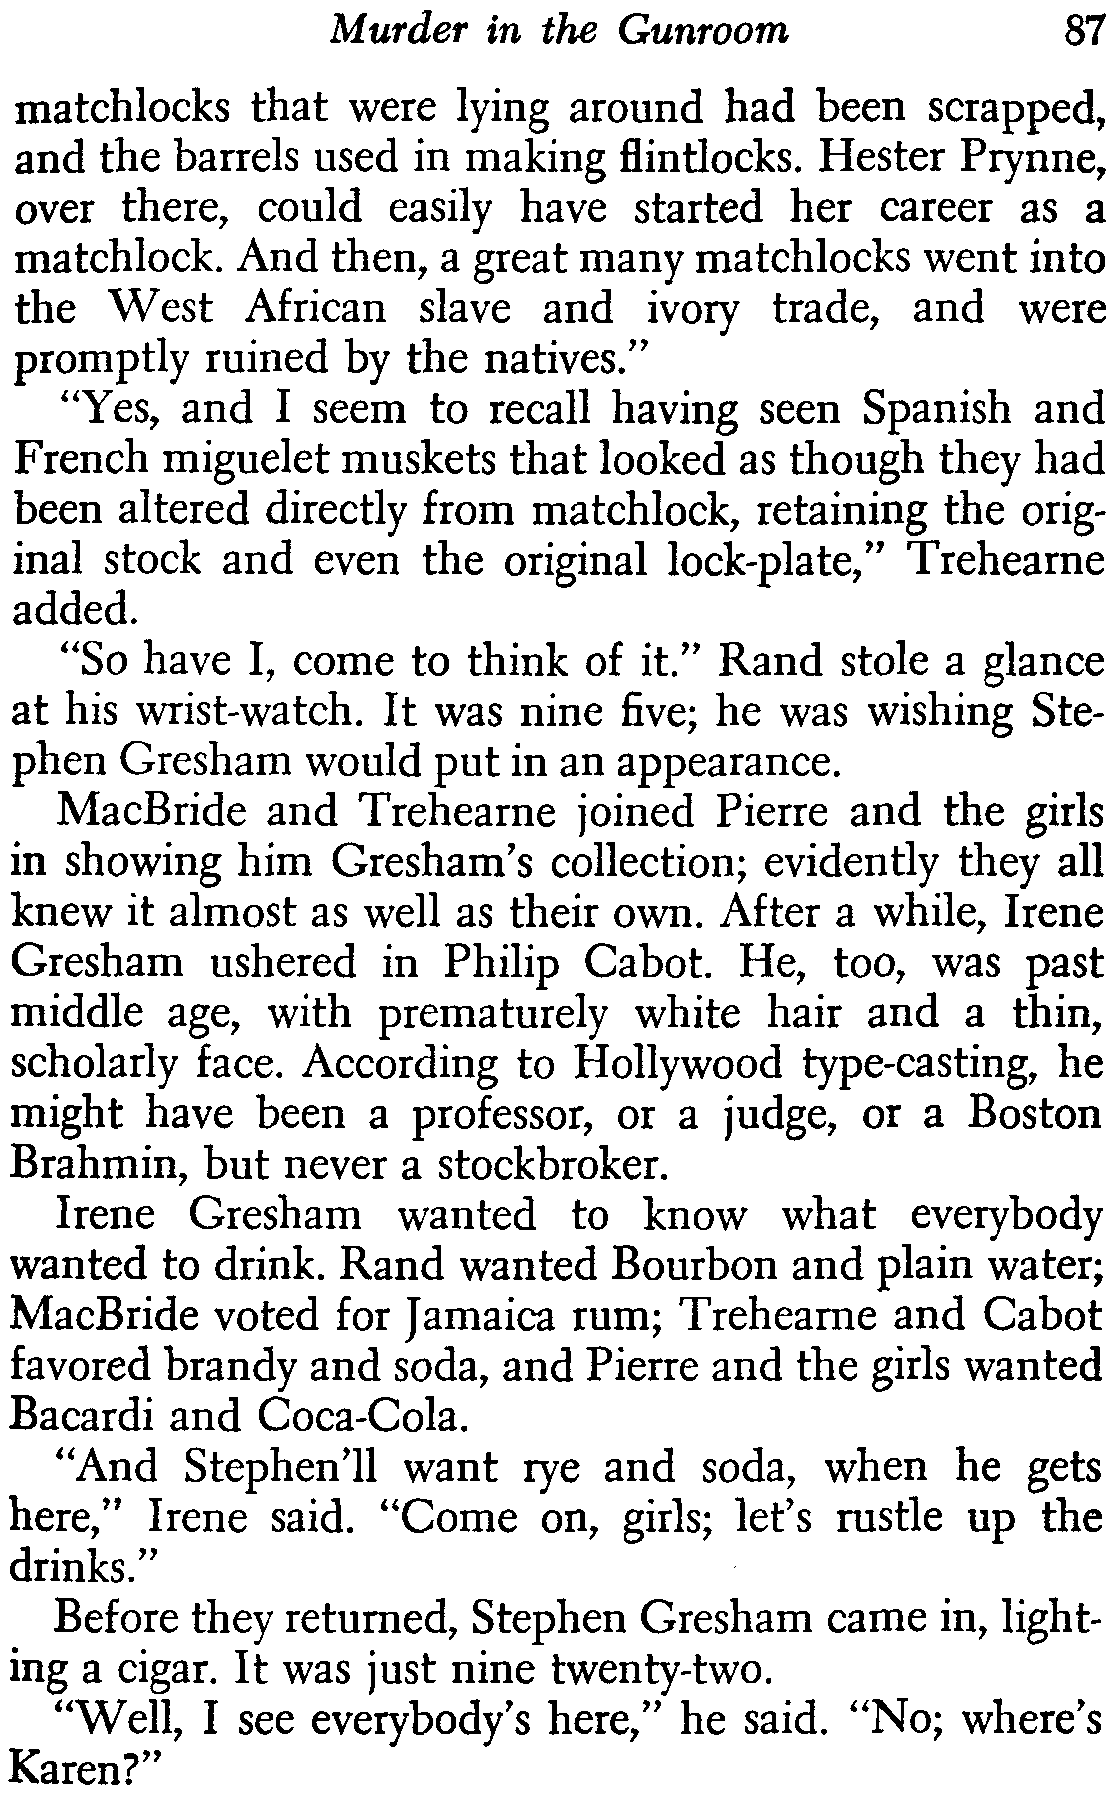 Murder in the Gunroom 87
matchlocks that were lying around had been scrapped,
and the barrels used in making flintlocks. Hester Prynne,
over there, could easily have started her career as a
matchlock. And then, a great many matchlocks went into
the West African slave and ivory trade, and were
promptly ruined by the natives."
"Yes, and I seem to recall having seen Spanish and
French miguelet muskets that looked as though they had
been altered directly from matchlock, retaining the orig-
inal stock and even the original lock-plate," Trehearne
added.
"So have I, come to think of it." Rand stole a glance
at his wrist-watch. It was nine five; he was wishing Ste-
phen Gresham would put in an appearance.
MacBride and Trehearne joined Pierre and the girls
in showing him Gresham's collection; evidently they all
knew it almost as well as their own. After a while, Irene
Gresham ushered in Philip Cabot. He, too, was past
middle age, with prematurely white hair and a thin,
scholarly face. According to Hollywood type-casting, he
might have been a professor, or a judge, or a Boston
Brahmin, but never a stockbroker.
Irene Gresham wanted to know what everybody
wanted to drink. Rand wanted Bourbon and plain water;
MacBride voted for Jamaica rum; Trehearne and Cabot
favored brandy and soda, and Pierre and the girls wanted
Bacardi and Coca-Cola.
"And Stephen'll want rye and soda, when he gets
here," Irene said. "Come on, girls; let's rustle up the
drinks."
Before they returned, Stephen Gresham came in, light-
ing a cigar. It was just nine twenty-two.
"Well, I see everybody's here," he said. "No; where's
Karen?"